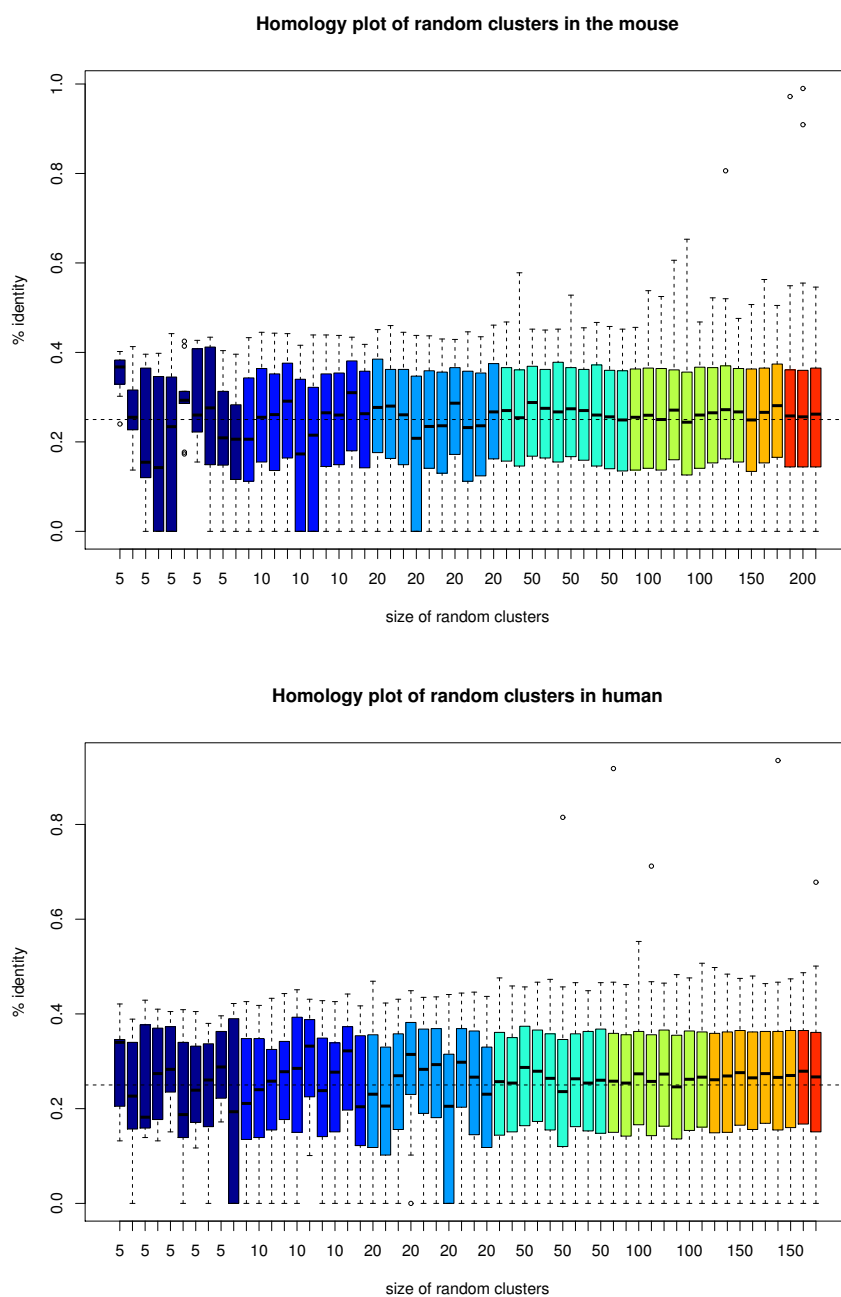 Homology plot of random clusters in the mouse
% identity
1.0
0.8
0.6
0.4
0.2
0.0
5 5 5 5 5 10 10 10 20 20 20 20 50 50 50 100 100 150 200
size of random clusters
Homology plot of random clusters in human
% identity
0.8
0.6
0.4
0.2
0.0
5 5 5 5 10 10 10 20 20 20 20 50 50 50 100 100 150 150
size of random clusters